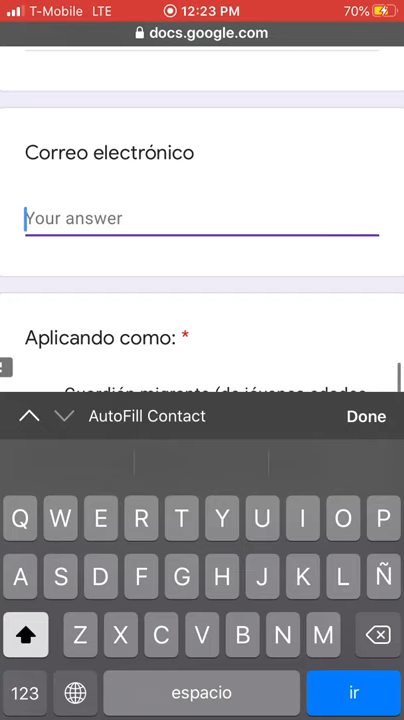 T-Mobile LTE 12:23 PM 70%
docs.google.com
Correo electrónico
Your answer
Aplicando como: *
Guardián migrante (de jóvenes edades
AutoFill Contact Done
Q W E R T Y U I O P
A S D F G H J K L Ñ
Z X C V B N M
123 espacio ir